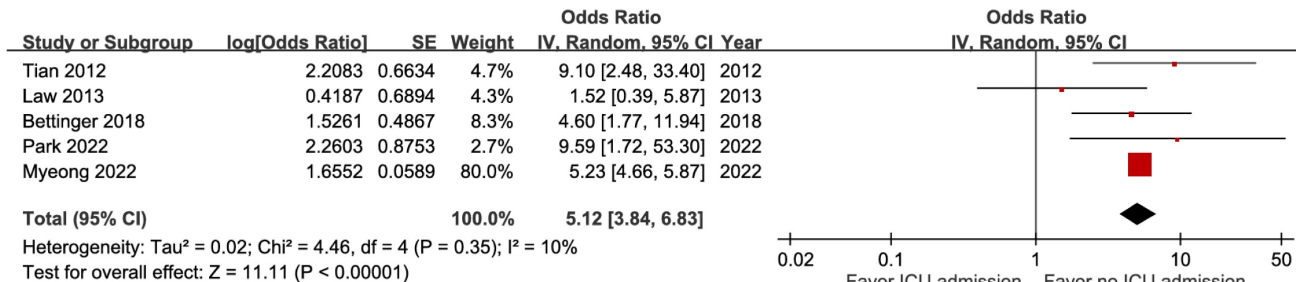 Odds Ratio Odds Ratio
Study or Subgroup log[Odds Ratio] SE Weight IV, Random, 95% CI Year IV, Random, 95% CI
Tian 2012 2.2083 0.6634 4.7% 9.10 [2.48, 33.40] 2012
Law 2013 0.4187 0.6894 4.3% 1.52 [0.39, 5.87] 2013
Bettinger 2018 1.5261 0.4867 8.3% 4.60 [1.77, 11.94] 2018
Park 2022 2.2603 0.8753 2.7% 9.59 [1.72, 53.30] 2022
Myeong 2022 1.6552 0.0589 80.0% 5.23 [4.66, 5.87] 2022
Total (95% CI) 100.0% 5.12 [3.84, 6.83]
Heterogeneity: Tau² = 0.02; Chi² = 4.46, df = 4 (P = 0.35); I² = 10%
Test for overall effect: Z = 11.11 (P < 0.00001)
0.02 0.1 1 10 50
Favor ICU admission Favor no ICU admission